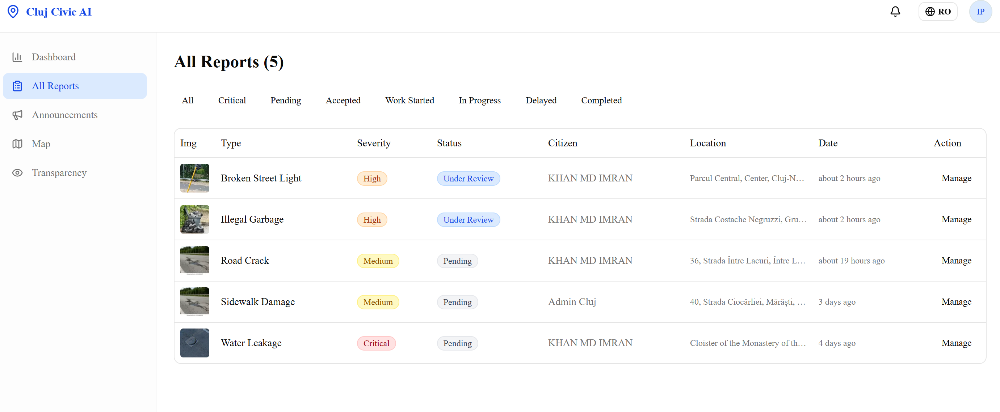 Cluj Civic AI
RO
IP
Dashboard
All Reports
Announcements
Map
Transparency
All Reports (5)
All Critical Pending Accepted Work Started In Progress Delayed Completed
Img Type Severity Status Citizen Location Date Action
Broken Street Light High Under Review KHAN MD IMRAN Parcul Central, Center, Cluj-N... about 2 hours ago Manage
Illegal Garbage High Under Review KHAN MD IMRAN Strada Costache Negruzzi, Gru... about 2 hours ago Manage
Road Crack Medium Pending KHAN MD IMRAN 36, Strada Între Lacuri, Între L... about 19 hours ago Manage
Sidewalk Damage Medium Pending Admin Cluj 40, Strada Ciocârliei, Mărăști, ... 3 days ago Manage
Water Leakage Critical Pending KHAN MD IMRAN Cloister of the Monastery of th... 4 days ago Manage